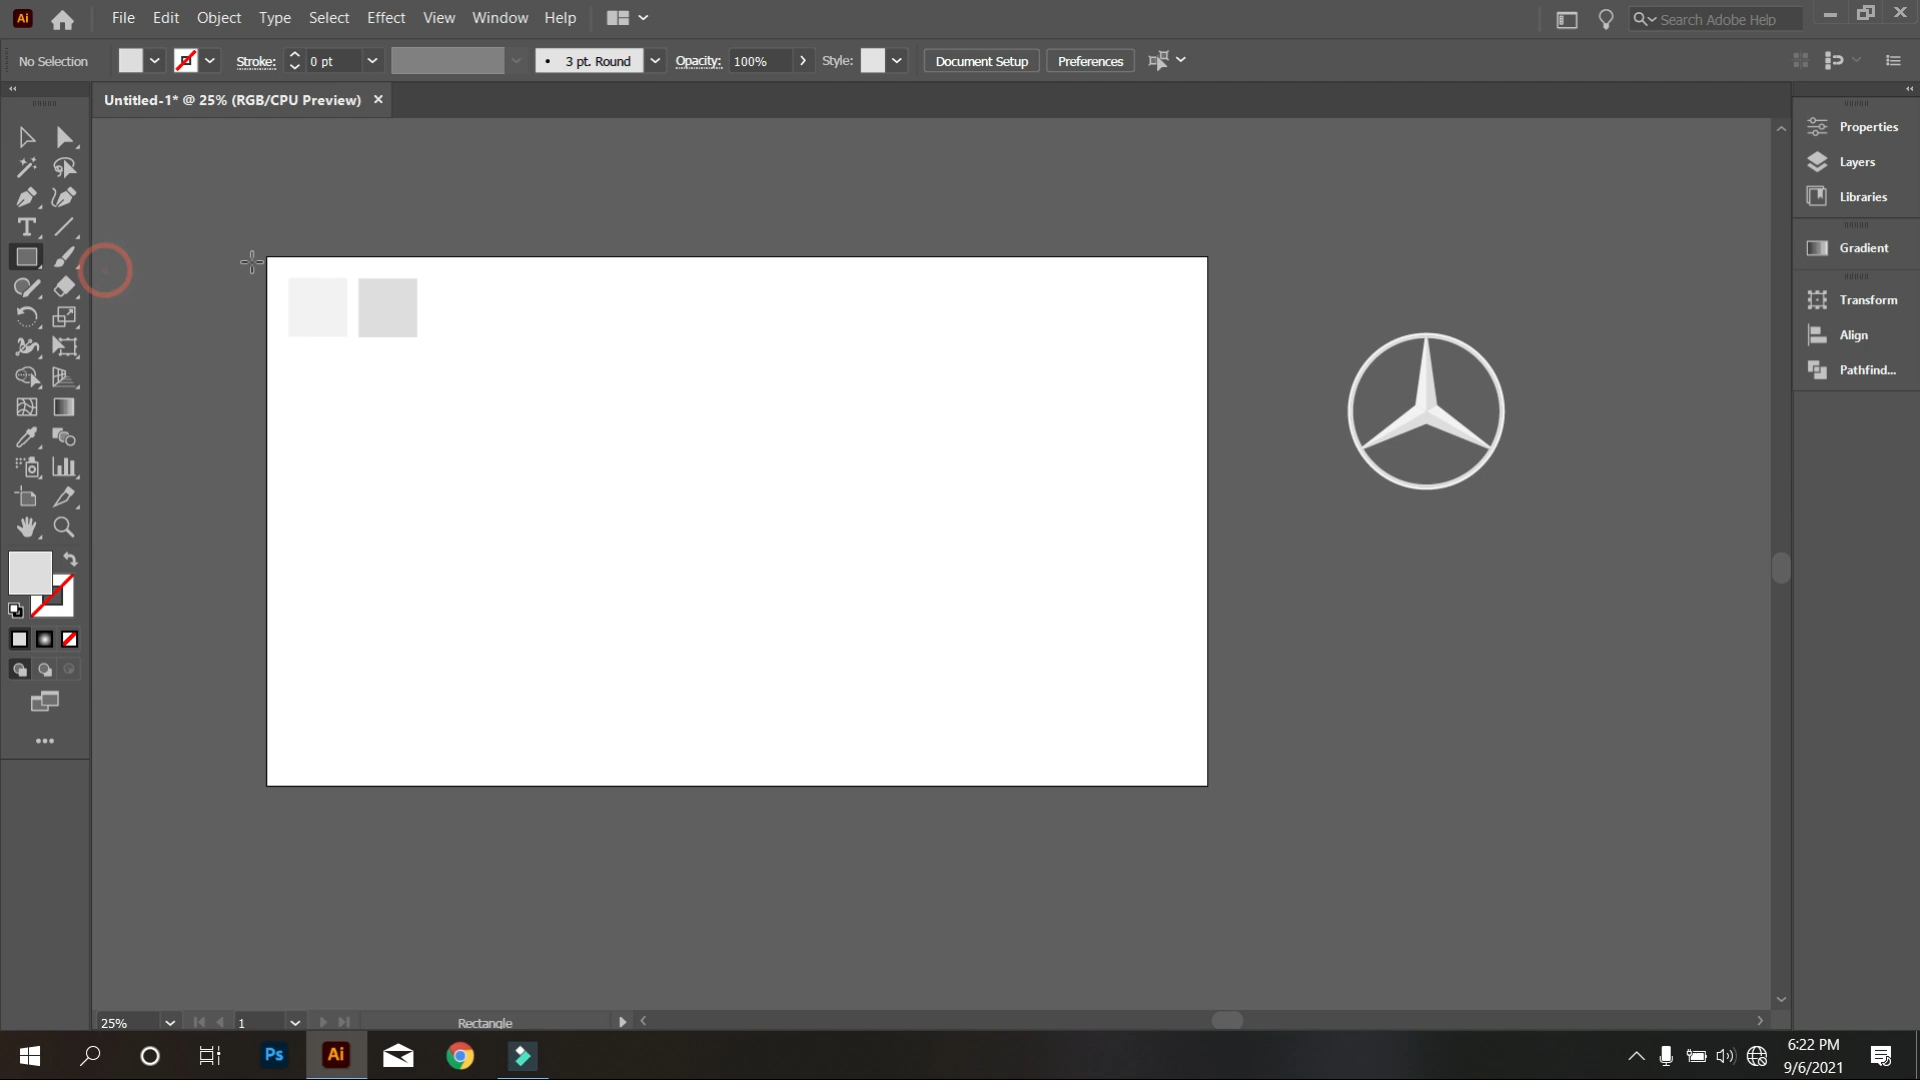 Ai File Edit Object Type Select Effect View Window Help Search Adobe Help
No Selection Stroke: 0 pt 3 pt. Round Opacity: 100% Style: Document Setup Preferences
Untitled-1* @ 25% (RGB/CPU Preview)
Properties
Layers
Libraries
Gradient
Transform
Align
Pathfind...
25% 1 Rectangle
Ps Ai 6:22 PM
9/6/2021